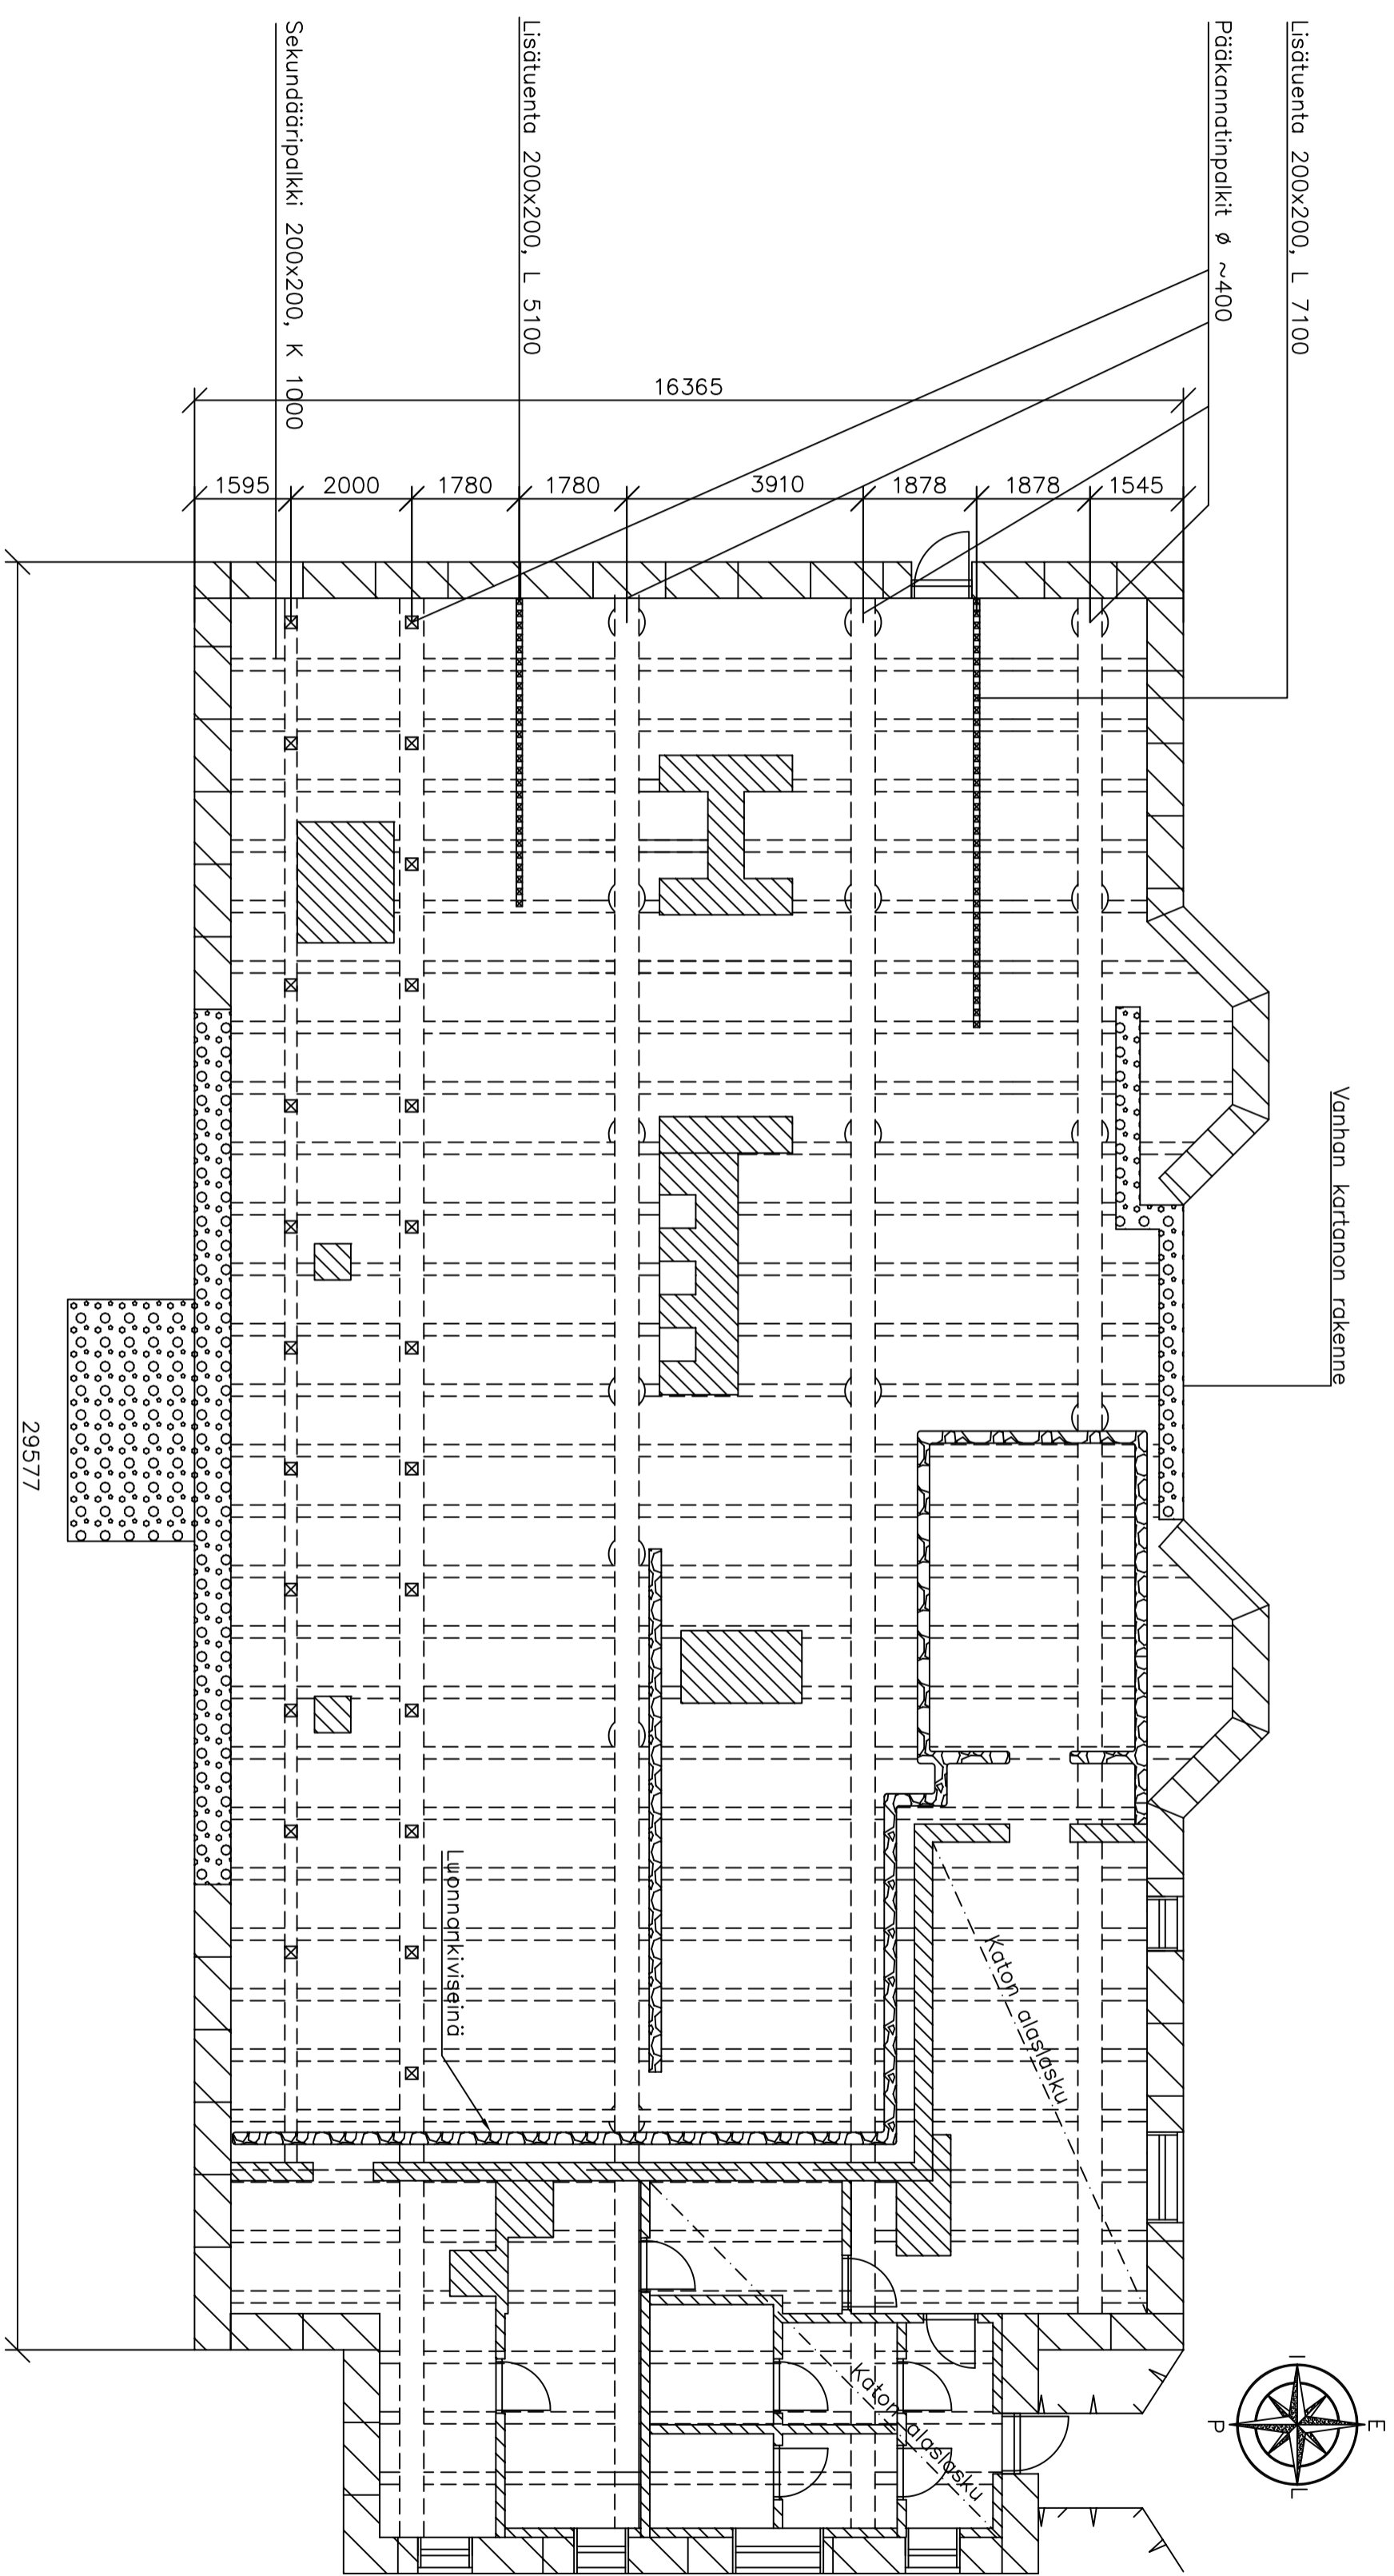 Lisätuenta 200x200, L 7100
Pääkannatinpalkit ø ~400
Lisätuenta 200x200, L 5100
Sekundääripalkki 200x200, K 1000
16365
1595
2000
1780
1780
3910
1878
1878
1545
Vanhan kartanon rakenne
29577
Luonnankiviseinä
Katon alaslasku
Katon alaslasku
I
E
P
L